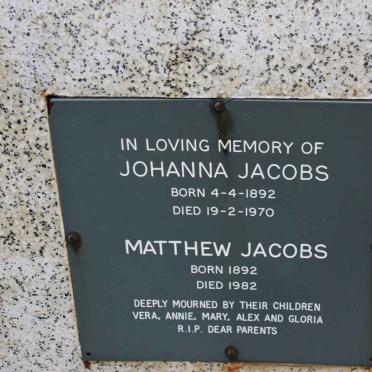 IN LOVING MEMORY OF
JOHANNA JACOBS
BORN 4-4-1892
DIED 19-2-1970
MATTHEW JACOBS
BORN 1892
DIED 1982
DEEPLY MOURNED BY THEIR CHILDREN
VERA, ANNIE, MARY, ALEX AND GLORIA
R.I.P. DEAR PARENTS